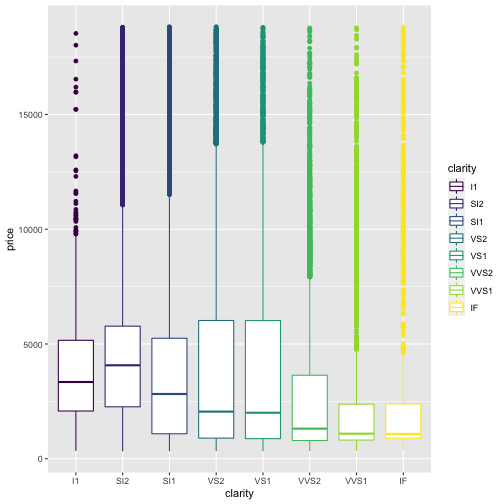 15000
10000
5000
0
price
I1 SI2 SI1 VS2 VS1 VVS2 VVS1 IF
clarity
clarity
I1
SI2
SI1
VS2
VS1
VVS2
VVS1
IF